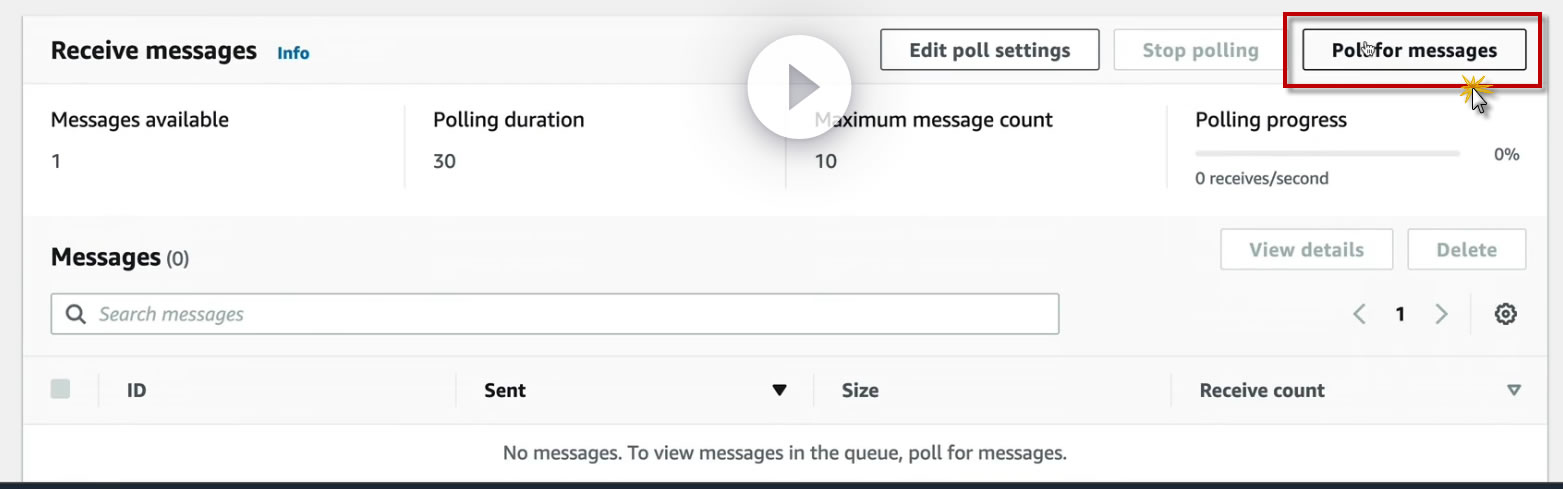 Receive messages Info Edit poll settings Stop polling Poll for messages
Messages available Polling duration Maximum message count Polling progress
1 30 10 0%
0 receives/second
Messages (0) View details Delete
Search messages 1
ID Sent Size Receive count
No messages. To view messages in the queue, poll for messages.